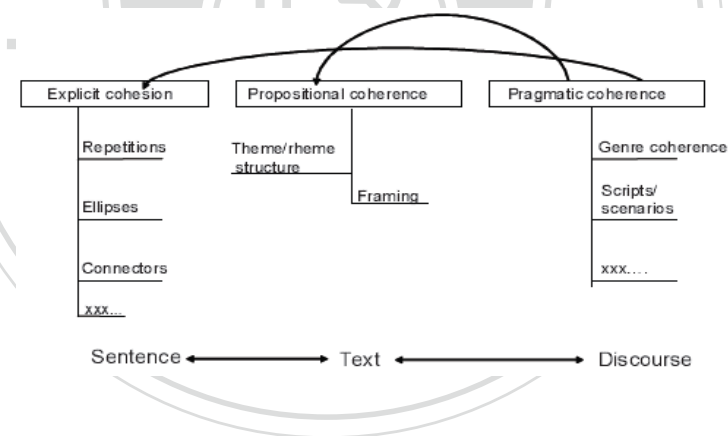 Explicit cohesion
Propositional coherence
Pragmatic coherence
Repetitions
Ellipses
Connectors
xxx...
Theme/rheme
structure
Framing
Genre coherence
Scripts/
scenarios
xxx....
Sentence
Text
Discourse